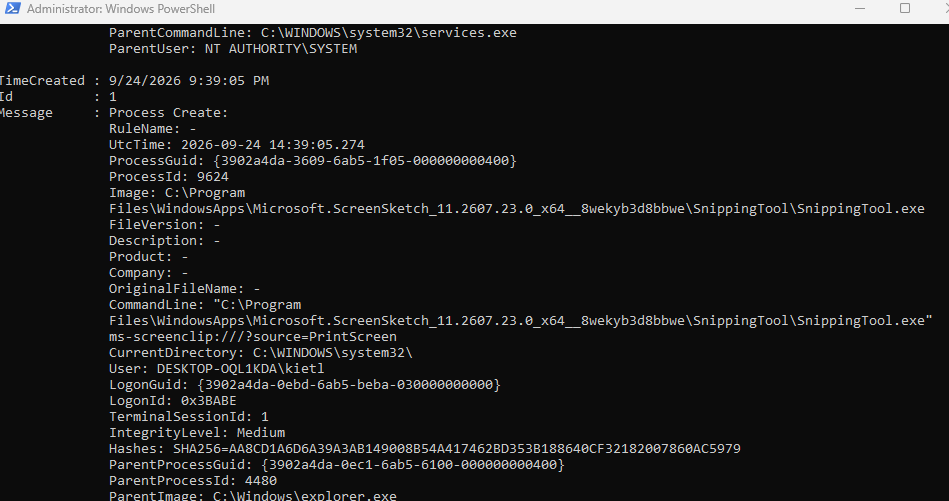 Administrator: Windows PowerShell
ParentCommandLine: C:\WINDOWS\system32\services.exe
ParentUser: NT AUTHORITY\SYSTEM
TimeCreated : 9/24/2026 9:39:05 PM
Id : 1
Message : Process Create:
RuleName: -
UtcTime: 2026-09-24 14:39:05.274
ProcessGuid: {3902a4da-3609-6ab5-1f05-000000000400}
ProcessId: 9624
Image: C:\Program
Files\WindowsApps\Microsoft.ScreenSketch_11.2607.23.0_x64__8wekyb3d8bbwe\SnippingTool\SnippingTool.exe
FileVersion: -
Description: -
Product: -
Company: -
OriginalFileName: -
CommandLine: "C:\Program
Files\WindowsApps\Microsoft.ScreenSketch_11.2607.23.0_x64__8wekyb3d8bbwe\SnippingTool\SnippingTool.exe"
ms-screenclip:///?source=PrintScreen
CurrentDirectory: C:\WINDOWS\system32\
User: DESKTOP-OQL1KDA\kietl
LogonGuid: {3902a4da-0ebd-6ab5-beba-030000000000}
LogonId: 0x3BABE
TerminalSessionId: 1
IntegrityLevel: Medium
Hashes: SHA256=AA8CD1A6D6A39A3AB149008B54A417462BD353B188640CF32182007860AC5979
ParentProcessGuid: {3902a4da-0ec1-6ab5-6100-000000000400}
ParentProcessId: 4480
ParentImage: C:\Windows\explorer.exe